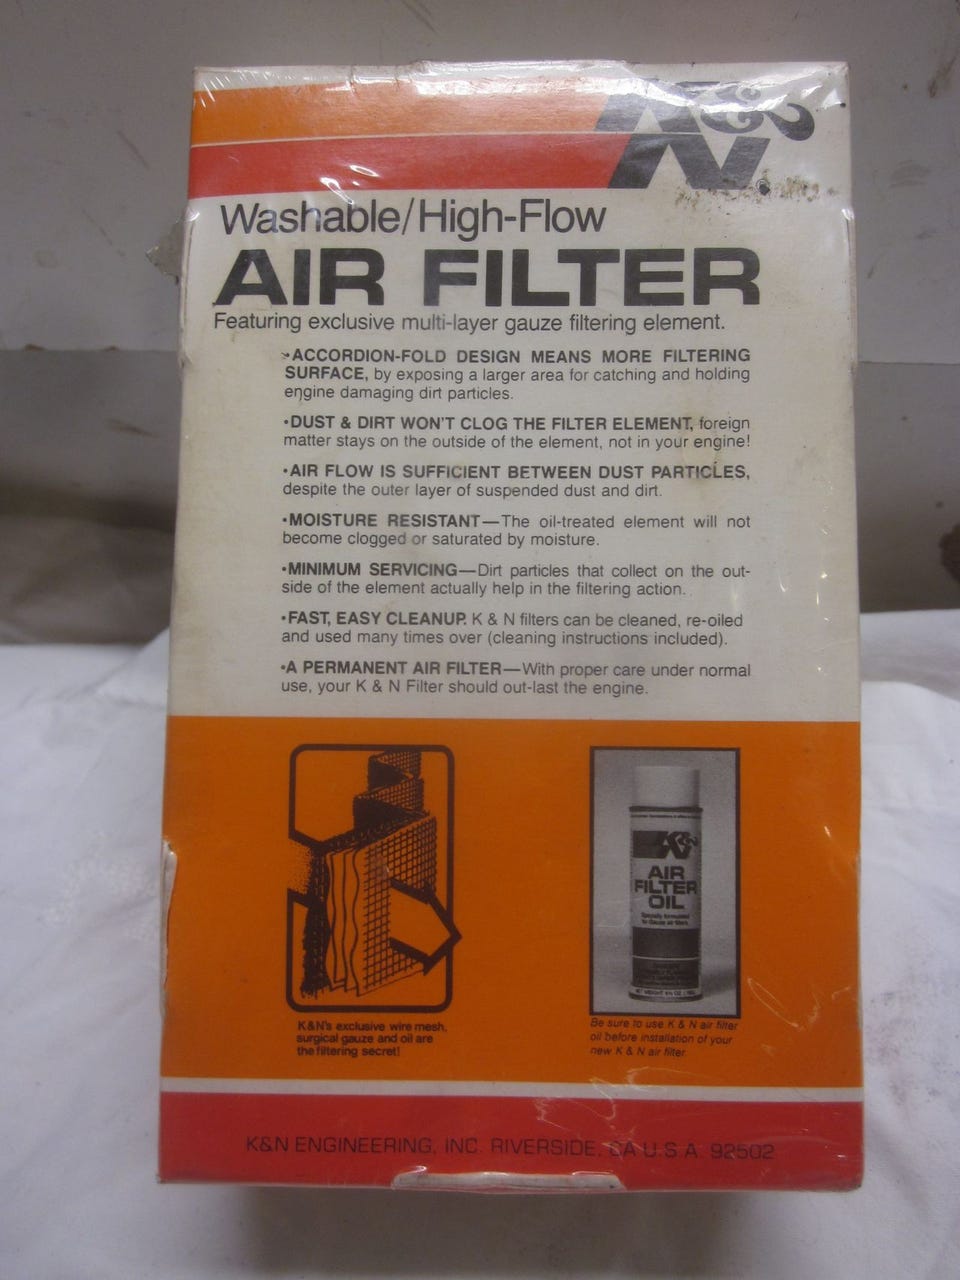 K&N
Washable/High-Flow
AIR FILTER
Featuring exclusive multi-layer gauze filtering element.
•ACCORDION-FOLD DESIGN MEANS MORE FILTERING
SURFACE, by exposing a larger area for catching and holding
engine damaging dirt particles.
•DUST & DIRT WON'T CLOG THE FILTER ELEMENT, foreign
matter stays on the outside of the element, not in your engine!
•AIR FLOW IS SUFFICIENT BETWEEN DUST PARTICLES,
despite the outer layer of suspended dust and dirt.
•MOISTURE RESISTANT—The oil-treated element will not
become clogged or saturated by moisture.
•MINIMUM SERVICING—Dirt particles that collect on the out-
side of the element actually help in the filtering action.
•FAST, EASY CLEANUP. K & N filters can be cleaned, re-oiled
and used many times over (cleaning instructions included).
•A PERMANENT AIR FILTER—With proper care under normal
use, your K & N Filter should out-last the engine.
K&N
AIR
FILTER
OIL
Specially formulated
for Gauze air filters
K&N's exclusive wire mesh,
surgical gauze and oil are
the filtering secret!
Be sure to use K & N air filter
oil before installation of your
new K & N air filter
K&N ENGINEERING, INC. RIVERSIDE, CA U.S.A. 92502